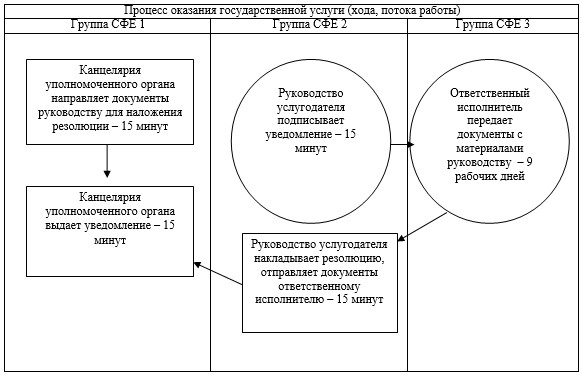 Процесс оказания государственной услуги (хода, потока работы)
Группа СФЕ 1
Группа СФЕ 2
Группа СФЕ 3
Канцелярия
уполномоченного органа
направляет документы
руководству для наложения
резолюции – 15 минут
Руководство
услугодателя
подписывает
уведомление – 15
минут
Ответственный
исполнитель
передает
документы с
материалами
руководству – 9
рабочих дней
Канцелярия
уполномоченного органа
выдает уведомление – 15
минут
Руководство услугодателя
накладывает резолюцию,
отправляет документы
ответственному
исполнителю – 15 минут